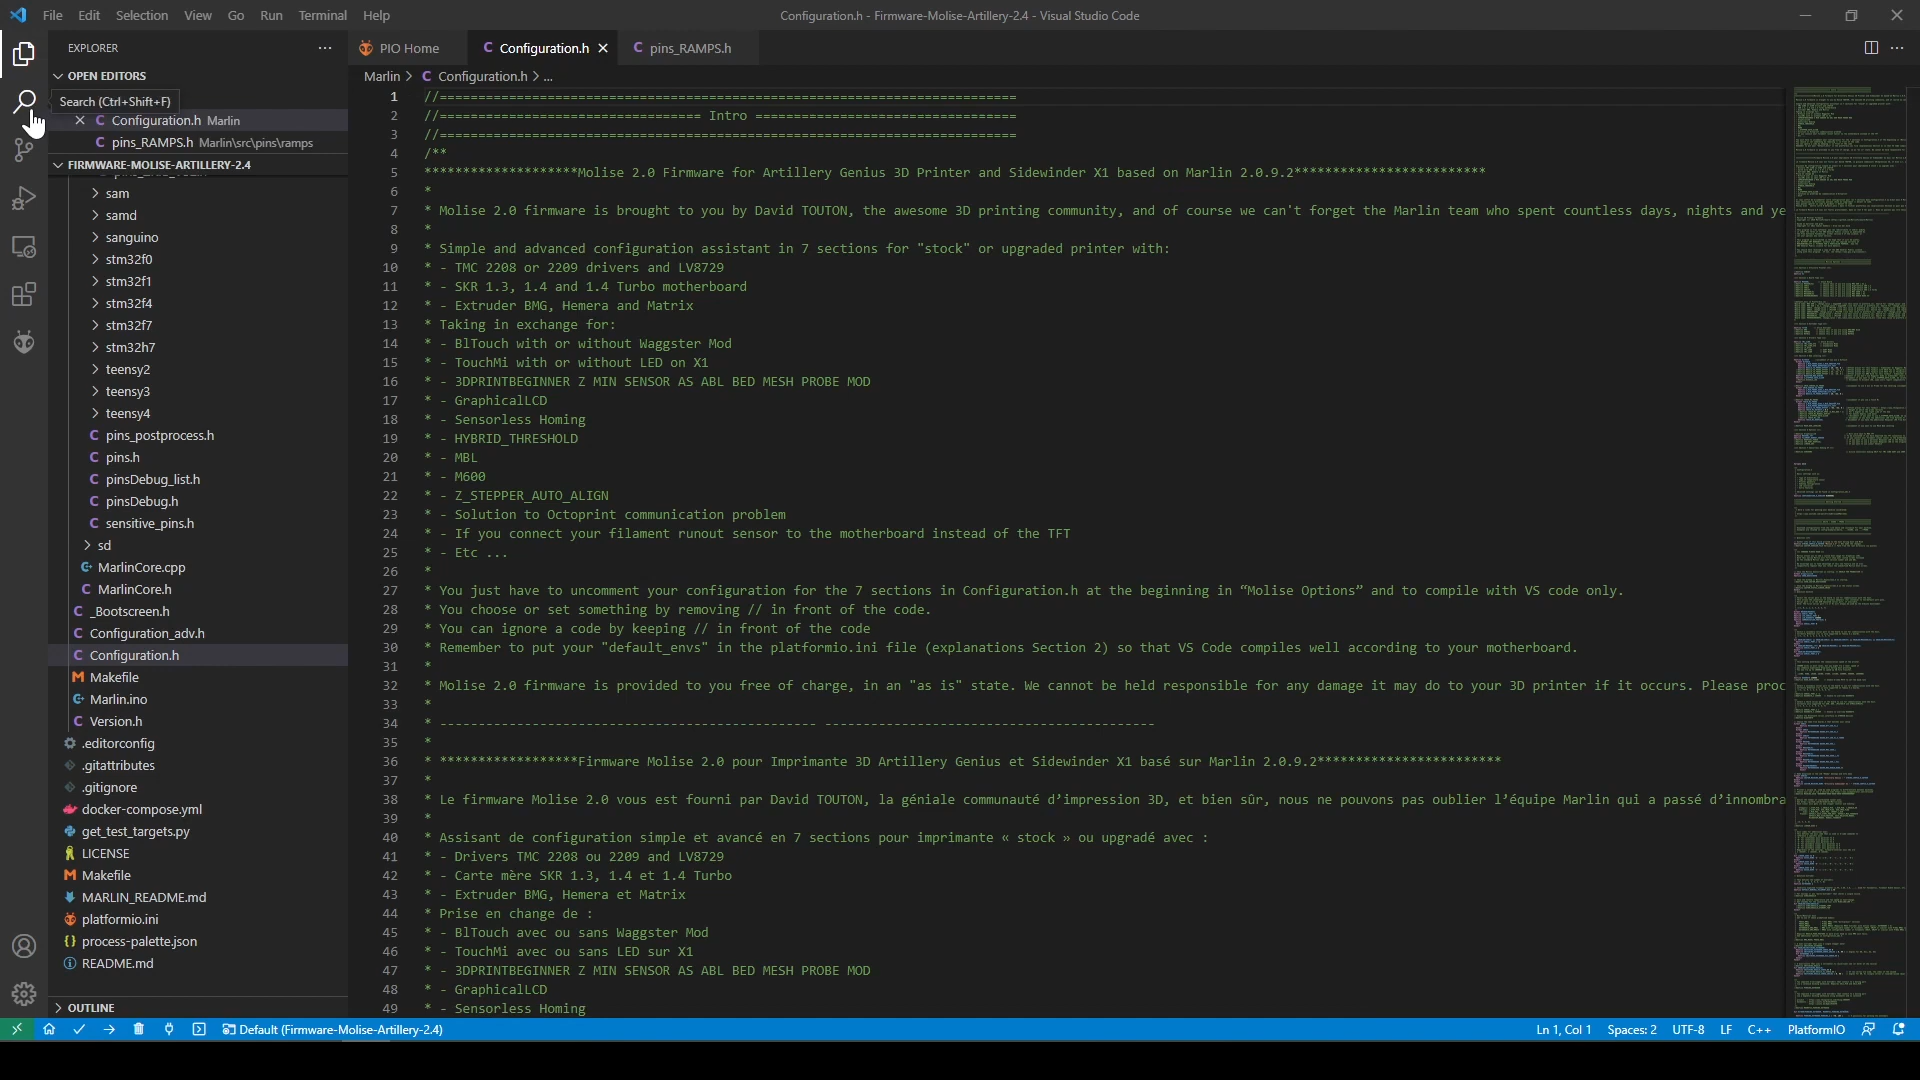 File Edit Selection View Go Run Terminal Help
Configuration.h - Firmware-Molise-Artillery-2.4 - Visual Studio Code
EXPLORER
OPEN EDITORS
Search (Ctrl+Shift+F)
Configuration.h Marlin
pins_RAMPS.h Marlin\src\pins\ramps
FIRMWARE-MOLISE-ARTILLERY-2.4
sam
samd
sanguino
stm32f0
stm32f1
stm32f4
stm32f7
stm32h7
teensy2
teensy3
teensy4
C pins_postprocess.h
C pins.h
C pinsDebug_list.h
C pinsDebug.h
C sensitive_pins.h
sd
MarlinCore.cpp
C MarlinCore.h
C _Bootscreen.h
C Configuration_adv.h
C Configuration.h
M Makefile
Marlin.ino
C Version.h
.editorconfig
.gitattributes
.gitignore
docker-compose.yml
get_test_targets.py
LICENSE
M Makefile
MARLIN_README.md
platformio.ini
{} process-palette.json
README.md
OUTLINE
PIO Home
C Configuration.h
C pins_RAMPS.h
Marlin > C Configuration.h > ...
1 //===========================================================================
2 //================================== Intro ==================================
3 //===========================================================================
4 /**
5 ********************Molise 2.0 Firmware for Artillery Genius 3D Printer and Sidewinder X1 based on Marlin 2.0.9.2*************************
6 *
7 * Molise 2.0 firmware is brought to you by David TOUTON, the awesome 3D printing community, and of course we can't forget the Marlin team who spent countless days, nights and ye
8 *
9 * Simple and advanced configuration assistant in 7 sections for "stock" or upgraded printer with:
10 * - TMC 2208 or 2209 drivers and LV8729
11 * - SKR 1.3, 1.4 and 1.4 Turbo motherboard
12 * - Extruder BMG, Hemera and Matrix
13 * Taking in exchange for:
14 * - BlTouch with or without Waggster Mod
15 * - TouchMi with or without LED on X1
16 * - 3DPRINTBEGINNER Z MIN SENSOR AS ABL BED MESH PROBE MOD
17 * - GraphicalLCD
18 * - Sensorless Homing
19 * - HYBRID_THRESHOLD
20 * - MBL
21 * - M600
22 * - Z_STEPPER_AUTO_ALIGN
23 * - Solution to Octoprint communication problem
24 * - If you connect your filament runout sensor to the motherboard instead of the TFT
25 * - Etc ...
26 *
27 * You just have to uncomment your configuration for the 7 sections in Configuration.h at the beginning in “Molise Options” and to compile with VS code only.
28 * You choose or set something by removing // in front of the code.
29 * You can ignore a code by keeping // in front of the code
30 * Remember to put your "default_envs" in the platformio.ini file (explanations Section 2) so that VS Code compiles well according to your motherboard.
31 *
32 * Molise 2.0 firmware is provided to you free of charge, in an "as is" state. We cannot be held responsible for any damage it may do to your 3D printer if it occurs. Please proc
33 *
34 * ------------------------------------------------- -------------------------------------------
35 *
36 * ******************Firmware Molise 2.0 pour Imprimante 3D Artillery Genius et Sidewinder X1 basé sur Marlin 2.0.9.2************************
37 *
38 * Le firmware Molise 2.0 vous est fourni par David TOUTON, la géniale communauté d’impression 3D, et bien sûr, nous ne pouvons pas oublier l’équipe Marlin qui a passé d’innombra
39 *
40 * Assisant de configuration simple et avancé en 7 sections pour imprimante « stock » ou upgradé avec :
41 * - Drivers TMC 2208 ou 2209 and LV8729
42 * - Carte mère SKR 1.3, 1.4 et 1.4 Turbo
43 * - Extruder BMG, Hemera et Matrix
44 * Prise en change de :
45 * - BlTouch avec ou sans Waggster Mod
46 * - TouchMi avec ou sans LED sur X1
47 * - 3DPRINTBEGINNER Z MIN SENSOR AS ABL BED MESH PROBE MOD
48 * - GraphicalLCD
49 * - Sensorless Homing
Default (Firmware-Molise-Artillery-2.4)
Ln 1, Col 1 Spaces: 2 UTF-8 LF C++ PlatformIO